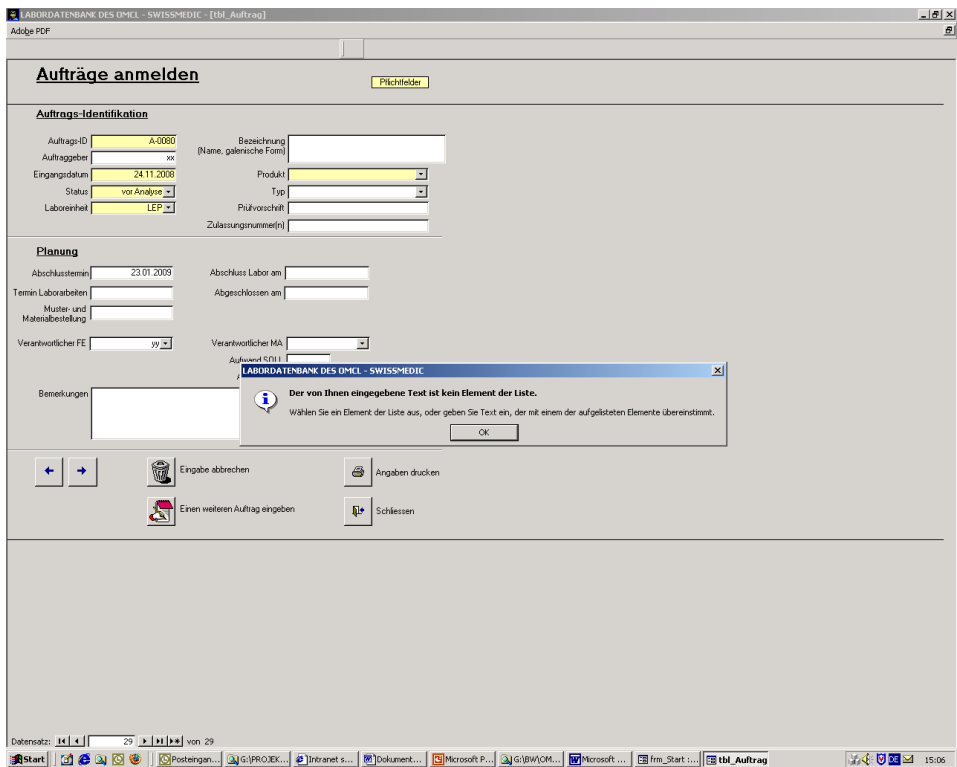 LABORDATENBANK DES OMCL - SWISSMEDIC - [tbl_Auftrag]
Adobe PDF
Aufträge anmelden
Pflichtfelder
Auftrags-Identifikation
Auftrags-ID A-0080 Bezeichnung
(Name, galenische Form)
Auftraggeber xx
Eingangsdatum 24.11.2008 Produkt
Status vor Analyse Typ
Laboreinheit LEP Prüfvorschrift
Zulassungsnummer(n)
Planung
Abschlusstermin 23.01.2009 Abschluss Labor am
Termin Laborarbeiten Abgeschlossen am
Muster- und
Materialbestellung
Verantwortlicher FE yy Verantwortlicher MA
Aufwand SOLL
LABORDATENBANK DES OMCL - SWISSMEDIC
Bemerkungen
Der von Ihnen eingegebene Text ist kein Element der Liste.
Wählen Sie ein Element der Liste aus, oder geben Sie Text ein, der mit einem der aufgelisteten Elemente übereinstimmt.
OK
Eingabe abbrechen Angaben drucken
Einen weiteren Auftrag eingeben Schliessen
Datensatz: 29 von 29
Start Posteingan... G:\PROJEK... Intranet s... Dokument... Microsoft P... G:\BW\OM... Microsoft ... frm_Start :... tbl_Auftrag DE 15:06